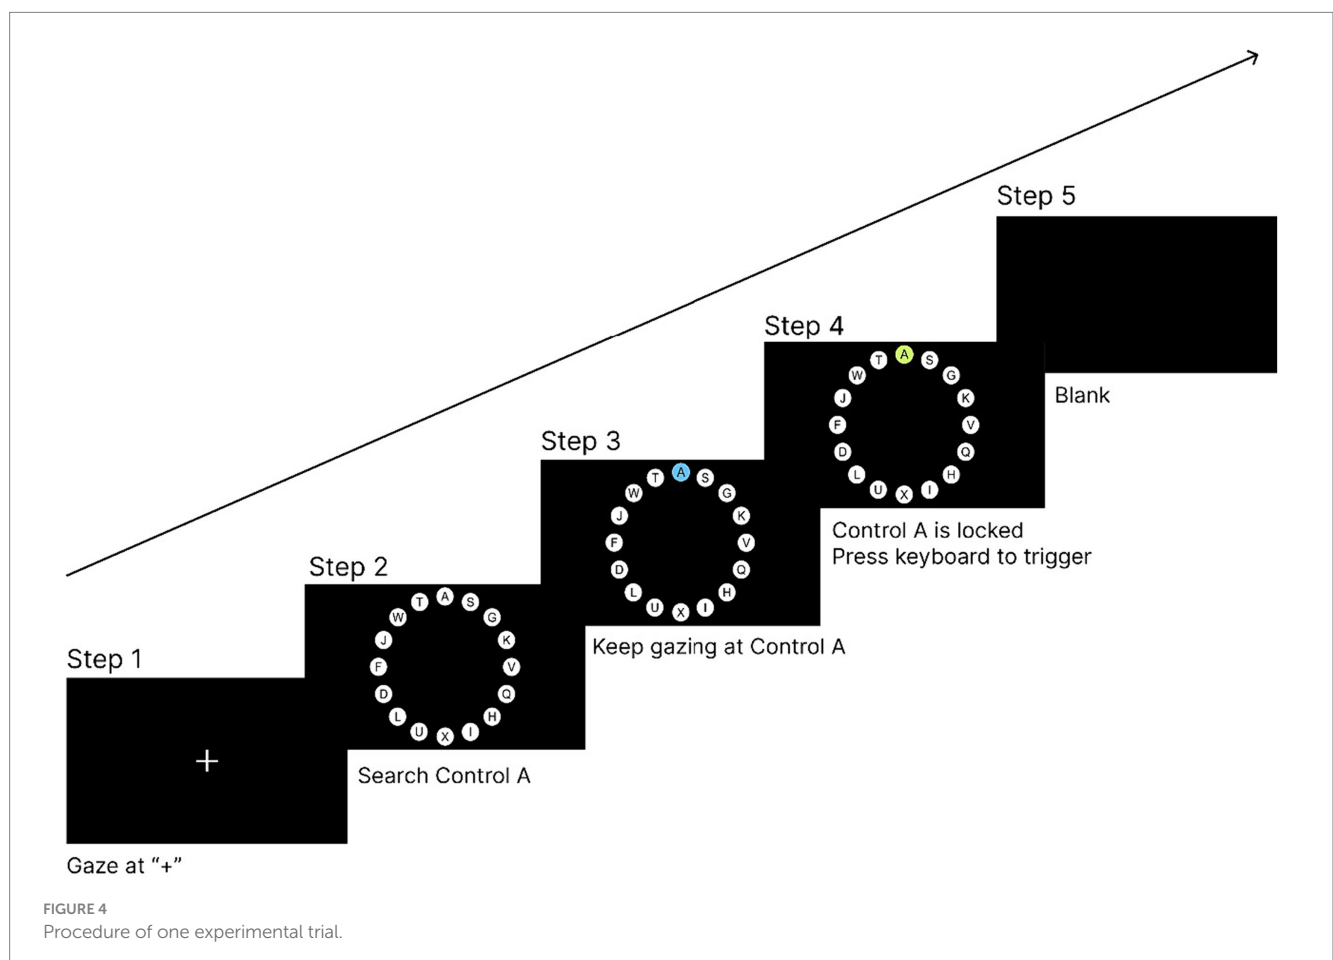 Step 5
Step 4
A
T
S
W
G
J
K
F
V
D
Q
L
H
U
I
X
Blank
Step 3
A
T
S
W
G
J
K
F
V
D
Q
L
H
U
I
X
Control A is locked
Press keyboard to trigger
Step 2
A
T
S
W
G
J
K
F
V
D
Q
L
H
U
I
X
Keep gazing at Control A
Step 1
+
Search Control A
Gaze at “+”
FIGURE 4
Procedure of one experimental trial.